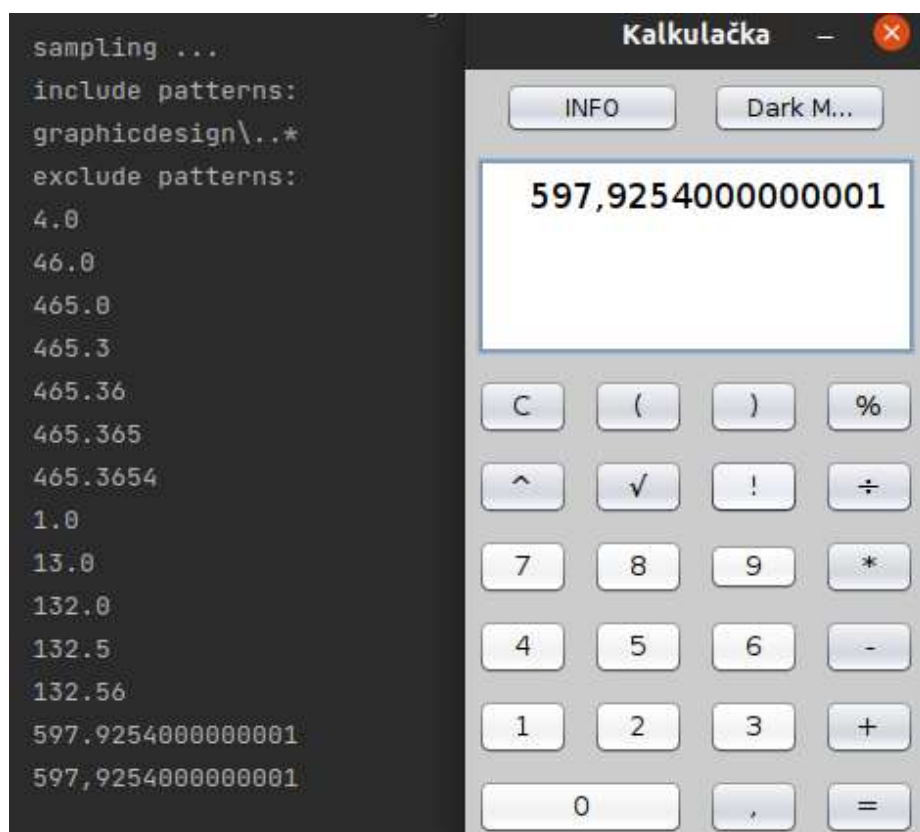 sampling ...
include patterns:
graphicdesign\..*
exclude patterns:
4.0
46.0
465.0
465.3
465.36
465.365
465.3654
1.0
13.0
132.0
132.5
132.56
597.9254000000001
597,9254000000001
Kalkulačka
INFO Dark M...
597,9254000000001
C ( ) %
^ √ ! ÷
7 8 9 *
4 5 6 -
1 2 3 +
0 , =